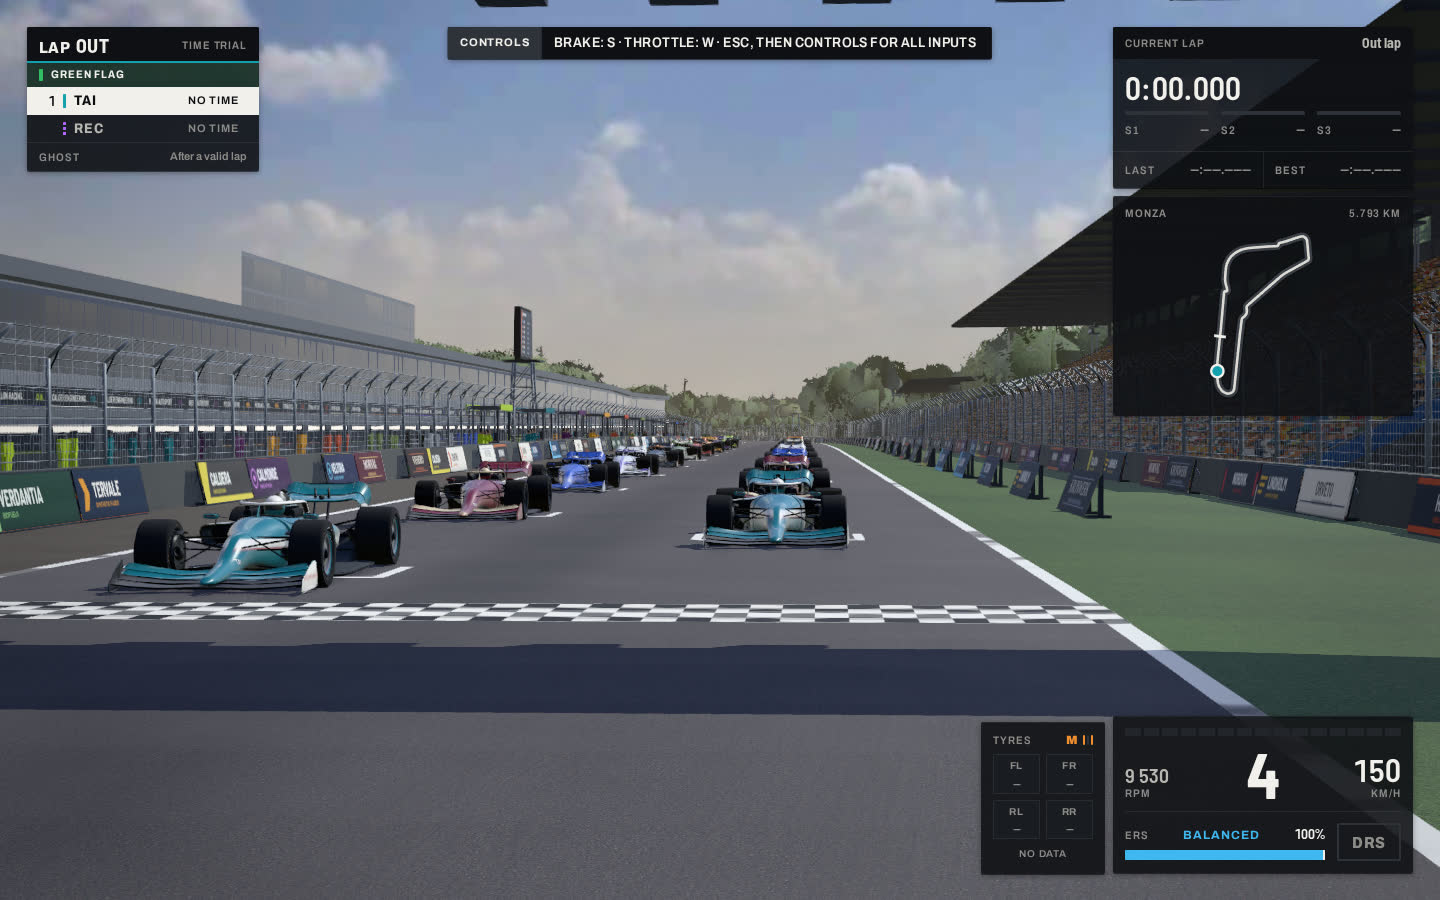 LAP OUT TIME TRIAL
GREEN FLAG
1 TAI NO TIME
REC NO TIME
GHOST After a valid lap
CONTROLS BRAKE: S · THROTTLE: W · ESC, THEN CONTROLS FOR ALL INPUTS
CURRENT LAP Out lap
0:00.000
S1 – S2 – S3 –
LAST –:––.––– BEST –:––.–––
MONZA 5.793 KM
VERDANTIA
TERVALE
CALDERA
CALMONDE
TYRES M
FL FR
– –
RL RR
– –
NO DATA
9 530 4 150
RPM KM/H
ERS BALANCED 100% DRS